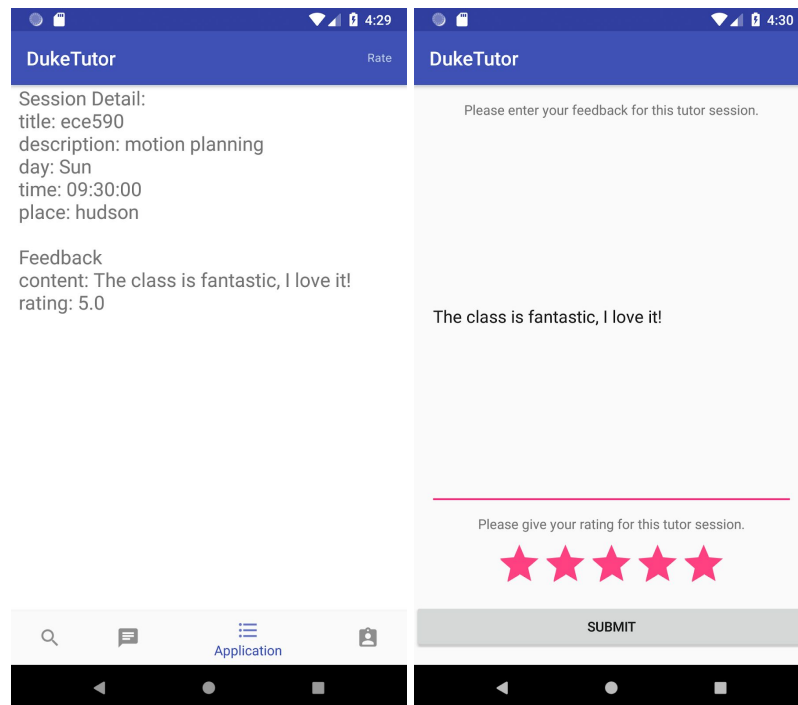 4:29
DukeTutor
Rate
Session Detail:
title: ece590
description: motion planning
day: Sun
time: 09:30:00
place: hudson
Feedback
content: The class is fantastic, I love it!
rating: 5.0
Application
4:30
DukeTutor
Please enter your feedback for this tutor session.
The class is fantastic, I love it!
Please give your rating for this tutor session.
SUBMIT